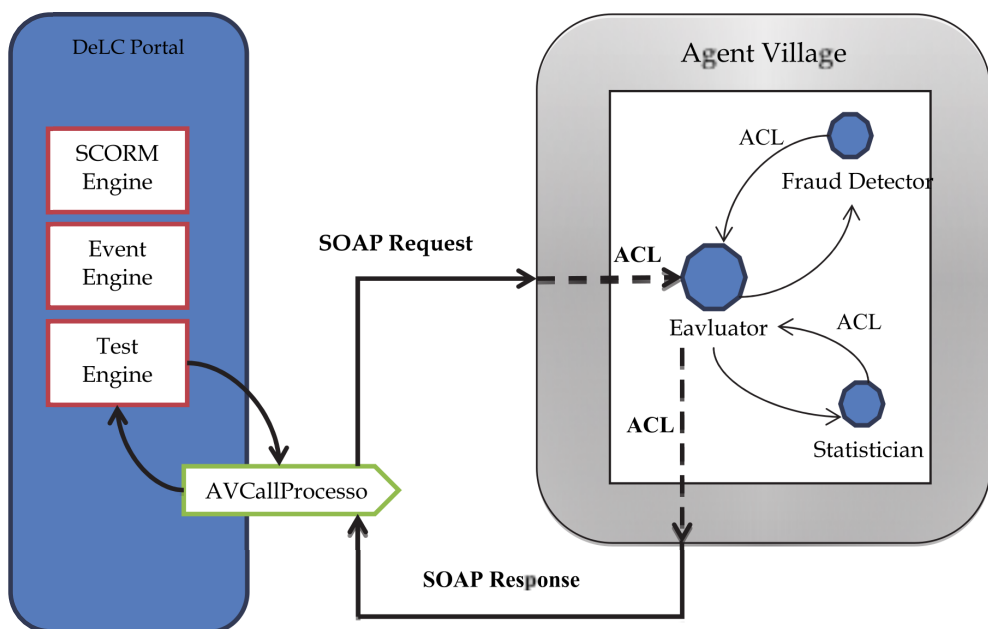 DeLC Portal
SCORM
Engine
Event
Engine
Test
Engine
AVCallProcesso
SOAP Request
SOAP Response
Agent Village
ACL
Fraud Detector
ACL
Eavluator
ACL
ACL
Statistician